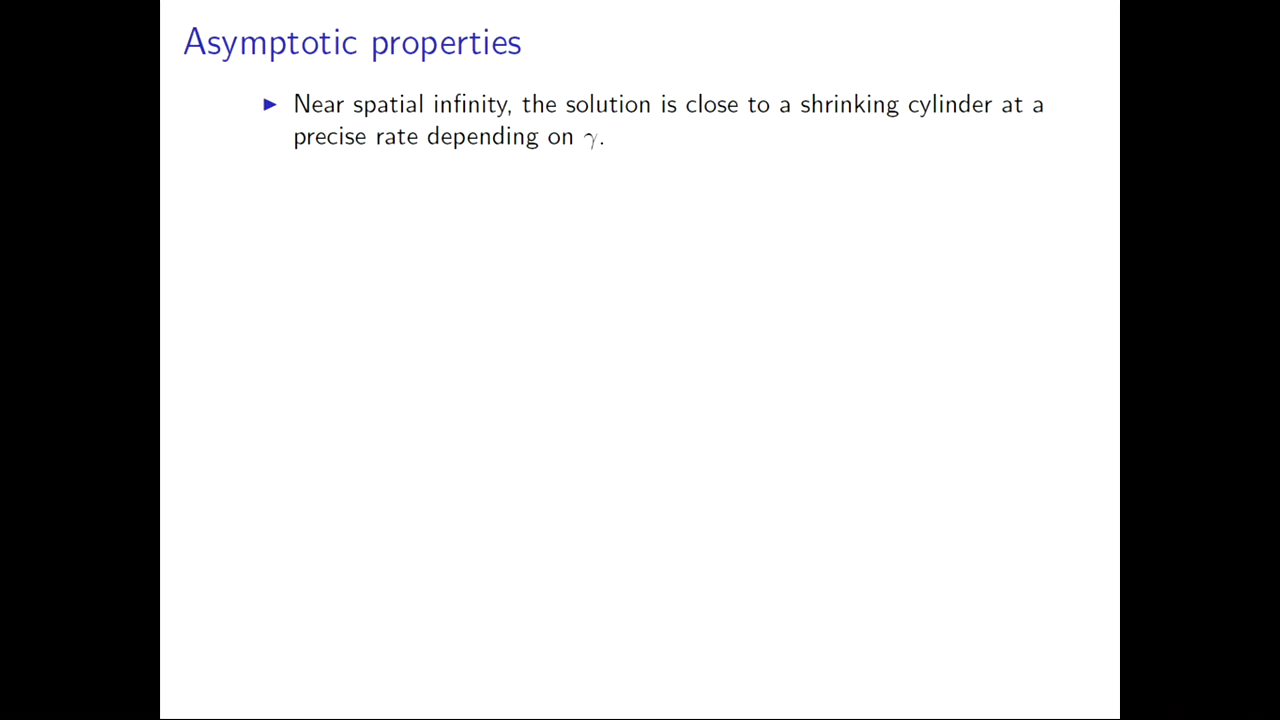 Asymptotic properties
▶ Near spatial infinity, the solution is close to a shrinking cylinder at a
precise rate depending on γ.